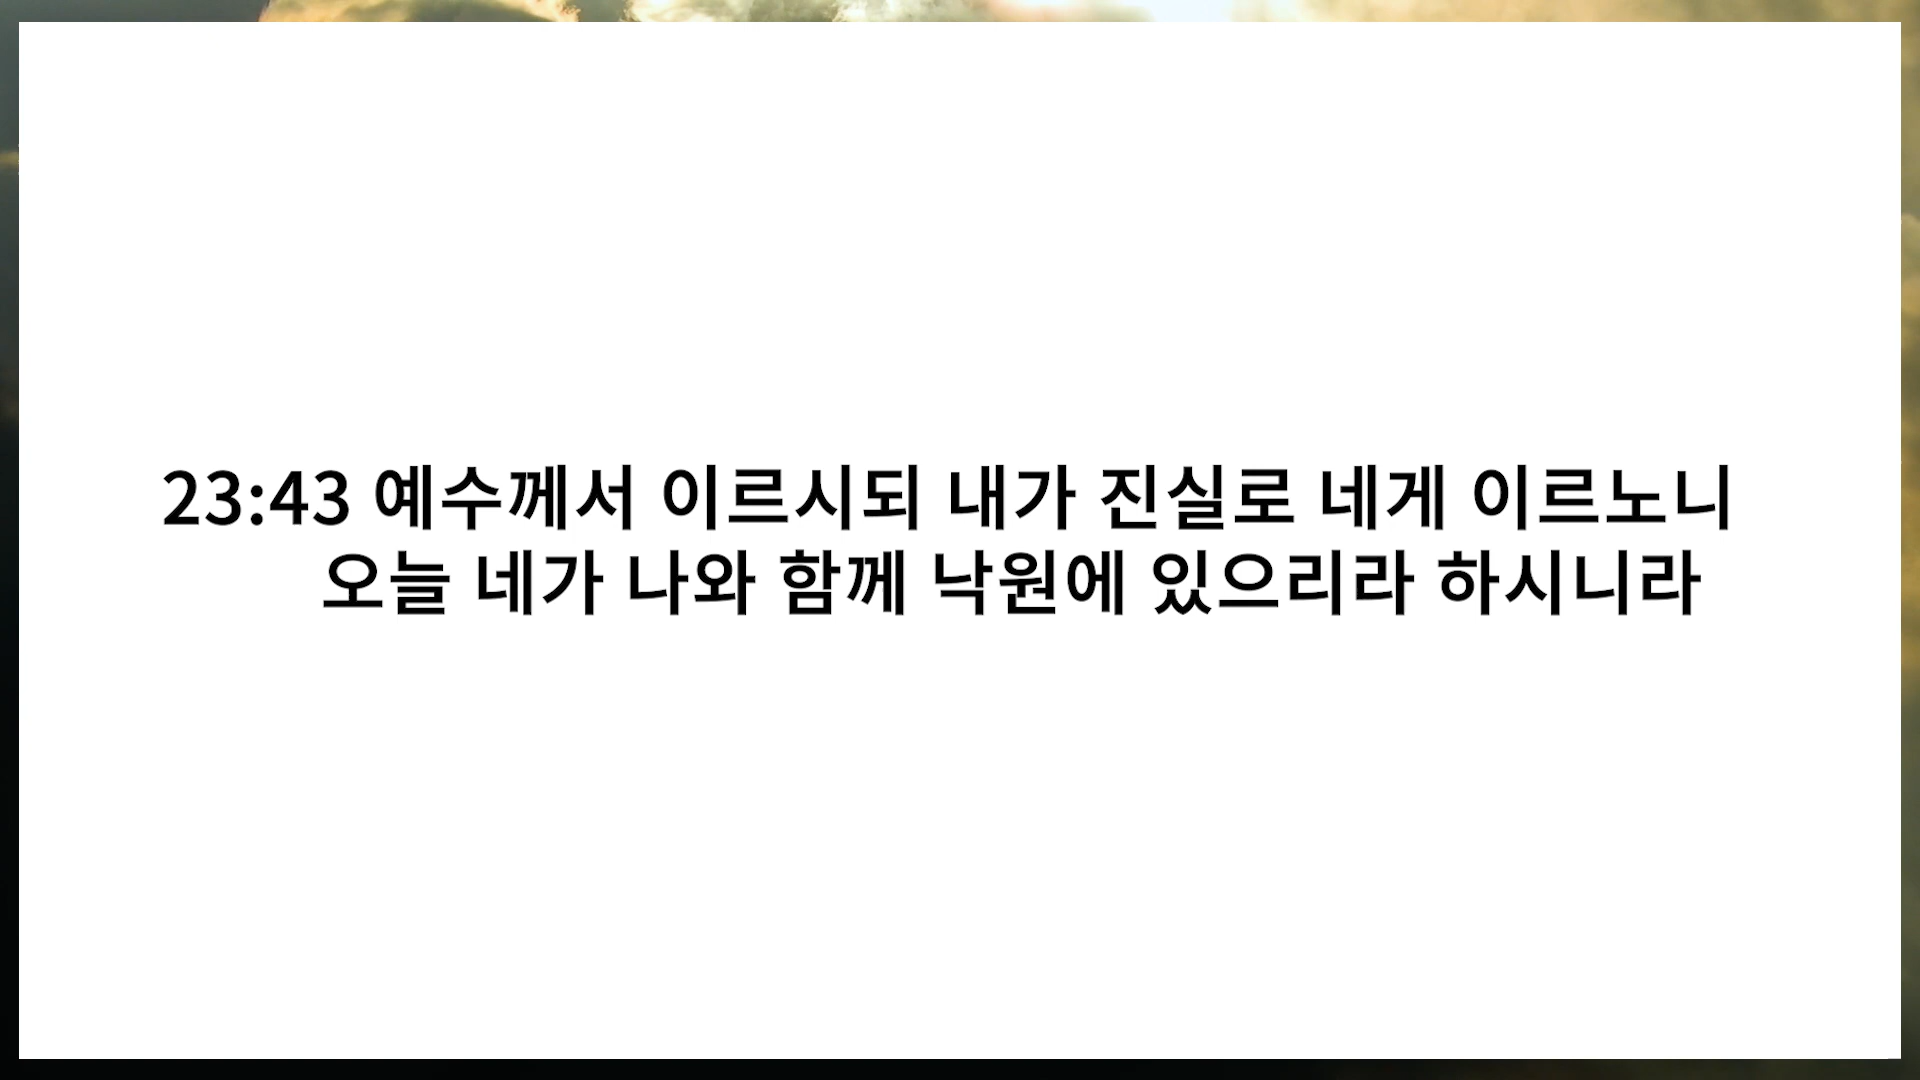 23:43 예수께서 이르시되 내가 진실로 네게 이르노니
오늘 네가 나와 함께 낙원에 있으리라 하시니라